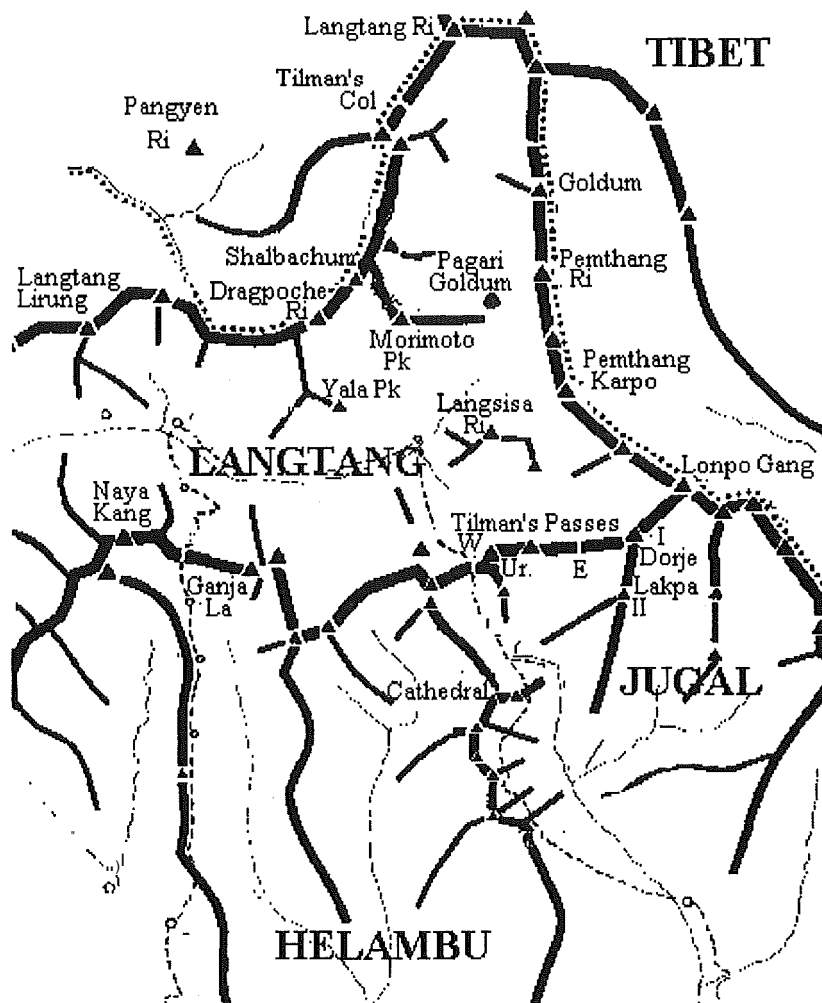 Langtang Ri
TIBET
Tilman's
Col
Pangyen
Ri
Goldum
Shalbachum
Pagari
Goldum
Pemthang
Ri
Langtang
Lirung
Dragpoche
Ri
Morimoto
Pk
Pemthang
Karpo
Yala Pk
Langsisa
Ri
LANGTANG
Lonpo Gang
Naya
Kang
Tilman's Passes
W
Ur.
E
I
Dorje
Lakpa
II
Ganja
La
Cathedral
JUGAL
HELAMBU